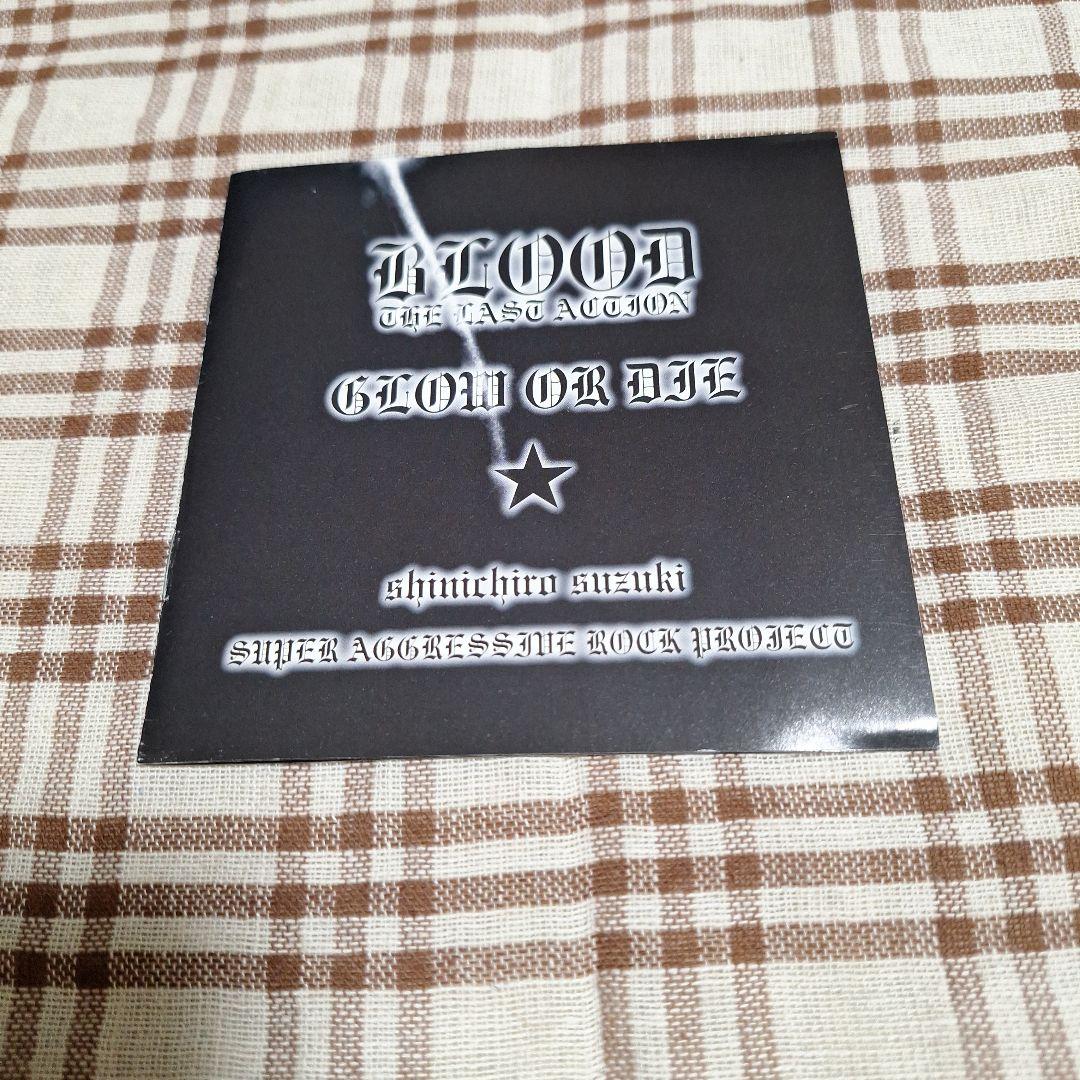 BLOOD
THE LAST ACTION
GLOW OR DIE
shinichiro suzuki
SUPER AGGRESSIVE ROCK PROJECT